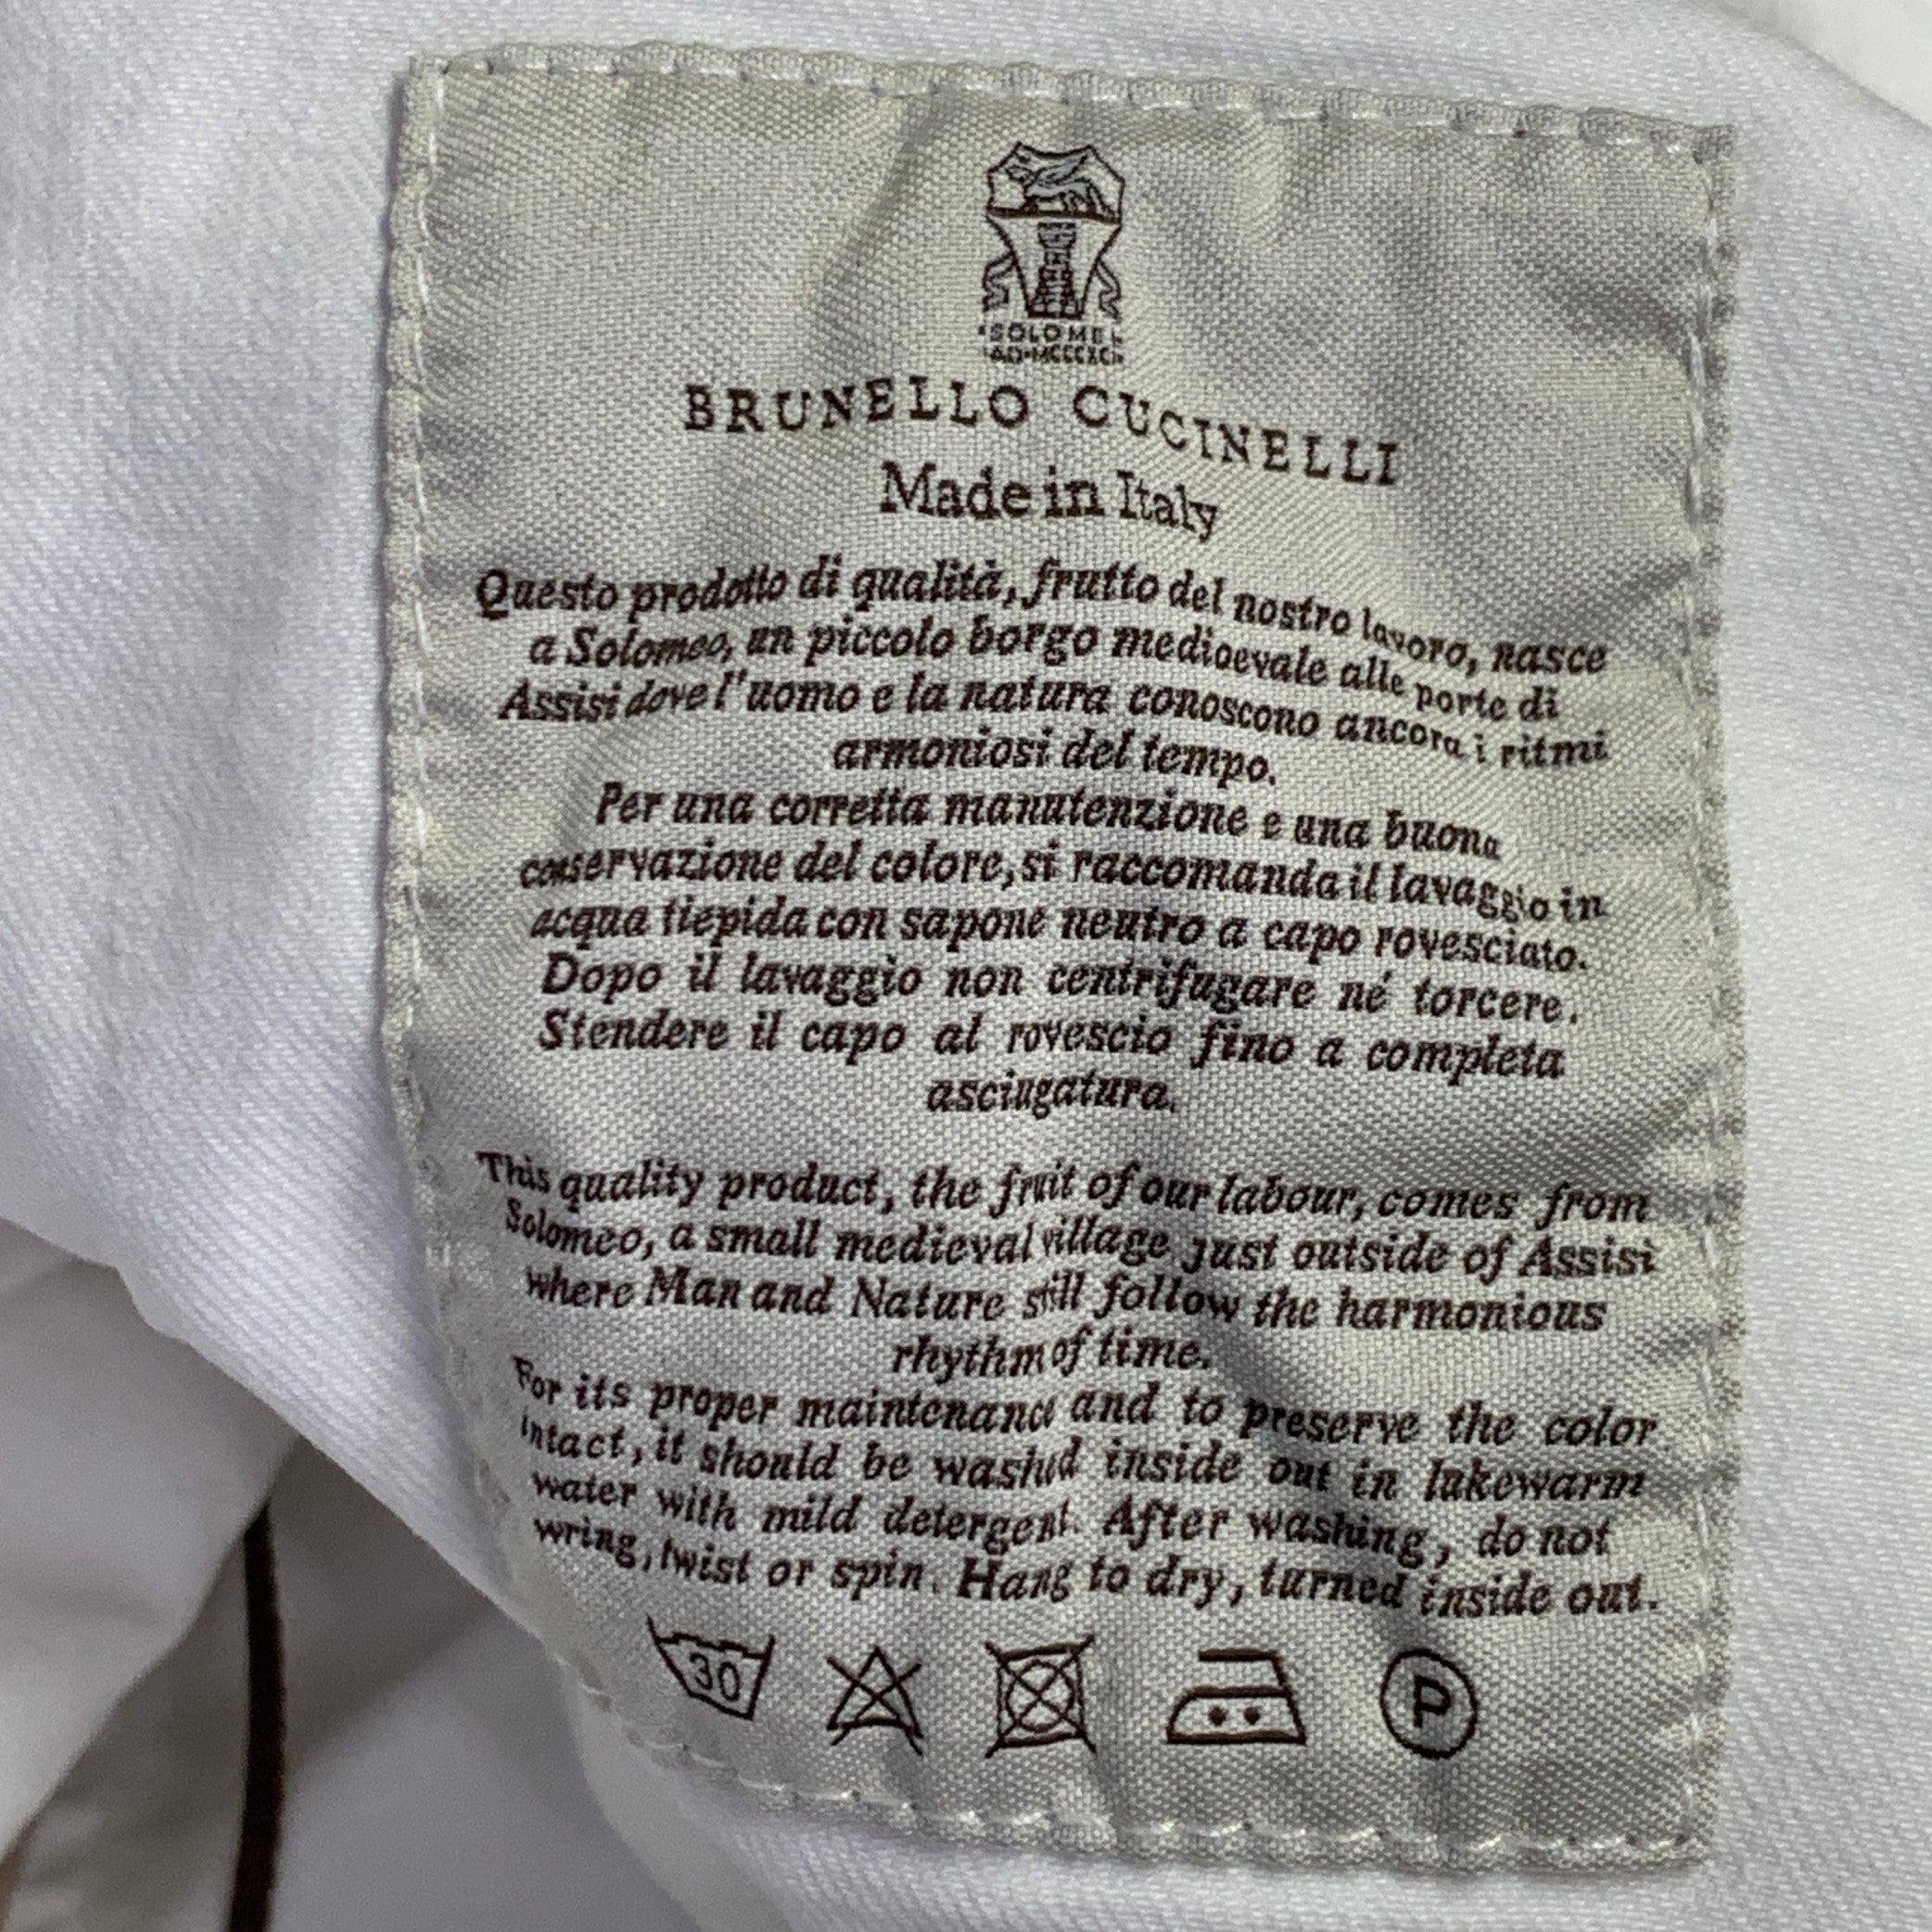 SOLOME
AD·MCCCXCI
BRUNELLO CUCINELLI
Made in Italy
Questo prodotto di qualità, frutto del nostro lavoro, nasce
a Solomeo, un piccolo borgo medioevale alle porte di
Assisi dove l'uomo e la natura conoscono ancora i ritmi
armoniosi del tempo.
Per una corretta manutenzione e una buona
conservazione del colore, si raccomanda il lavaggio in
acqua tiepida con sapone neutro a capo rovesciato.
Dopo il lavaggio non centrifugare né torcere.
Stendere il capo al rovescio fino a completa
asciugatura.
This quality product, the fruit of our labour, comes from
Solomeo, a small medieval village just outside of Assisi
where Man and Nature still follow the harmonious
rhythm of time.
For its proper maintenance and to preserve the color
intact, it should be washed inside out in lukewarm
water with mild detergent. After washing, do not
wring, twist or spin. Hang to dry, turned inside out.
30 P